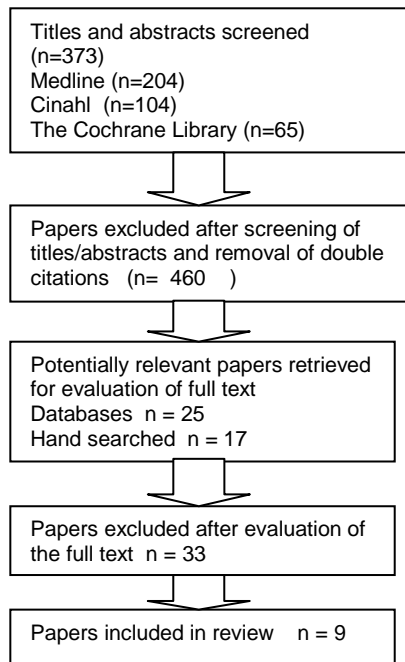 Titles and abstracts screened
(n=373)
Medline (n=204)
Cinahl (n=104)
The Cochrane Library (n=65)
Papers excluded after screening of
titles/abstracts and removal of double
citations (n= 460 )
Potentially relevant papers retrieved
for evaluation of full text
Databases n = 25
Hand searched n = 17
Papers excluded after evaluation of
the full text n = 33
Papers included in review n = 9